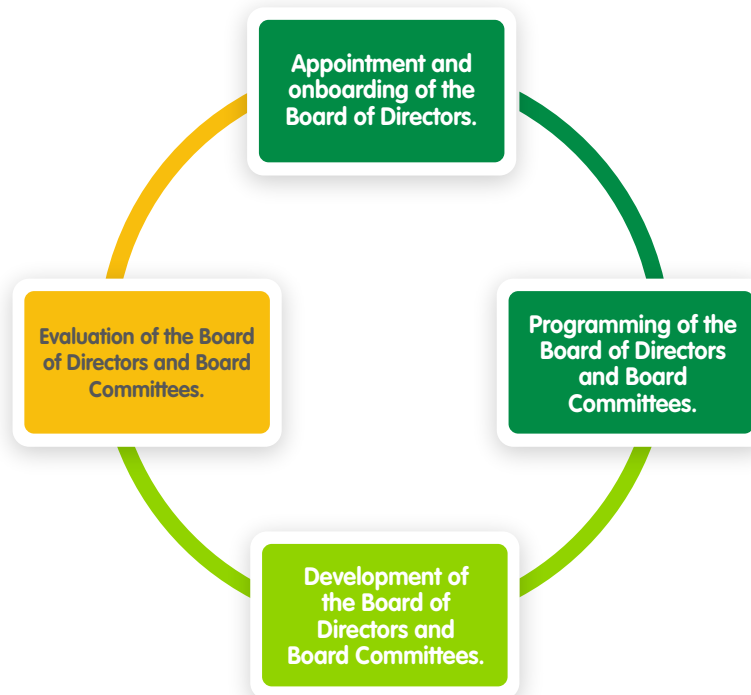 Appointment and
onboarding of the
Board of Directors.
Programming of the
Board of Directors
and Board
Committees.
Development of
the Board of
Directors and
Board Committees.
Evaluation of the Board
of Directors and Board
Committees.